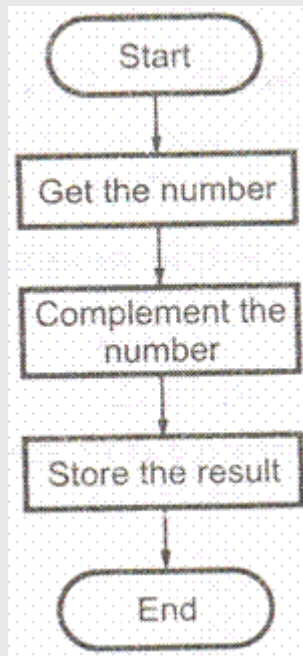 Start
Get the number
Complement the
number
Store the result
End